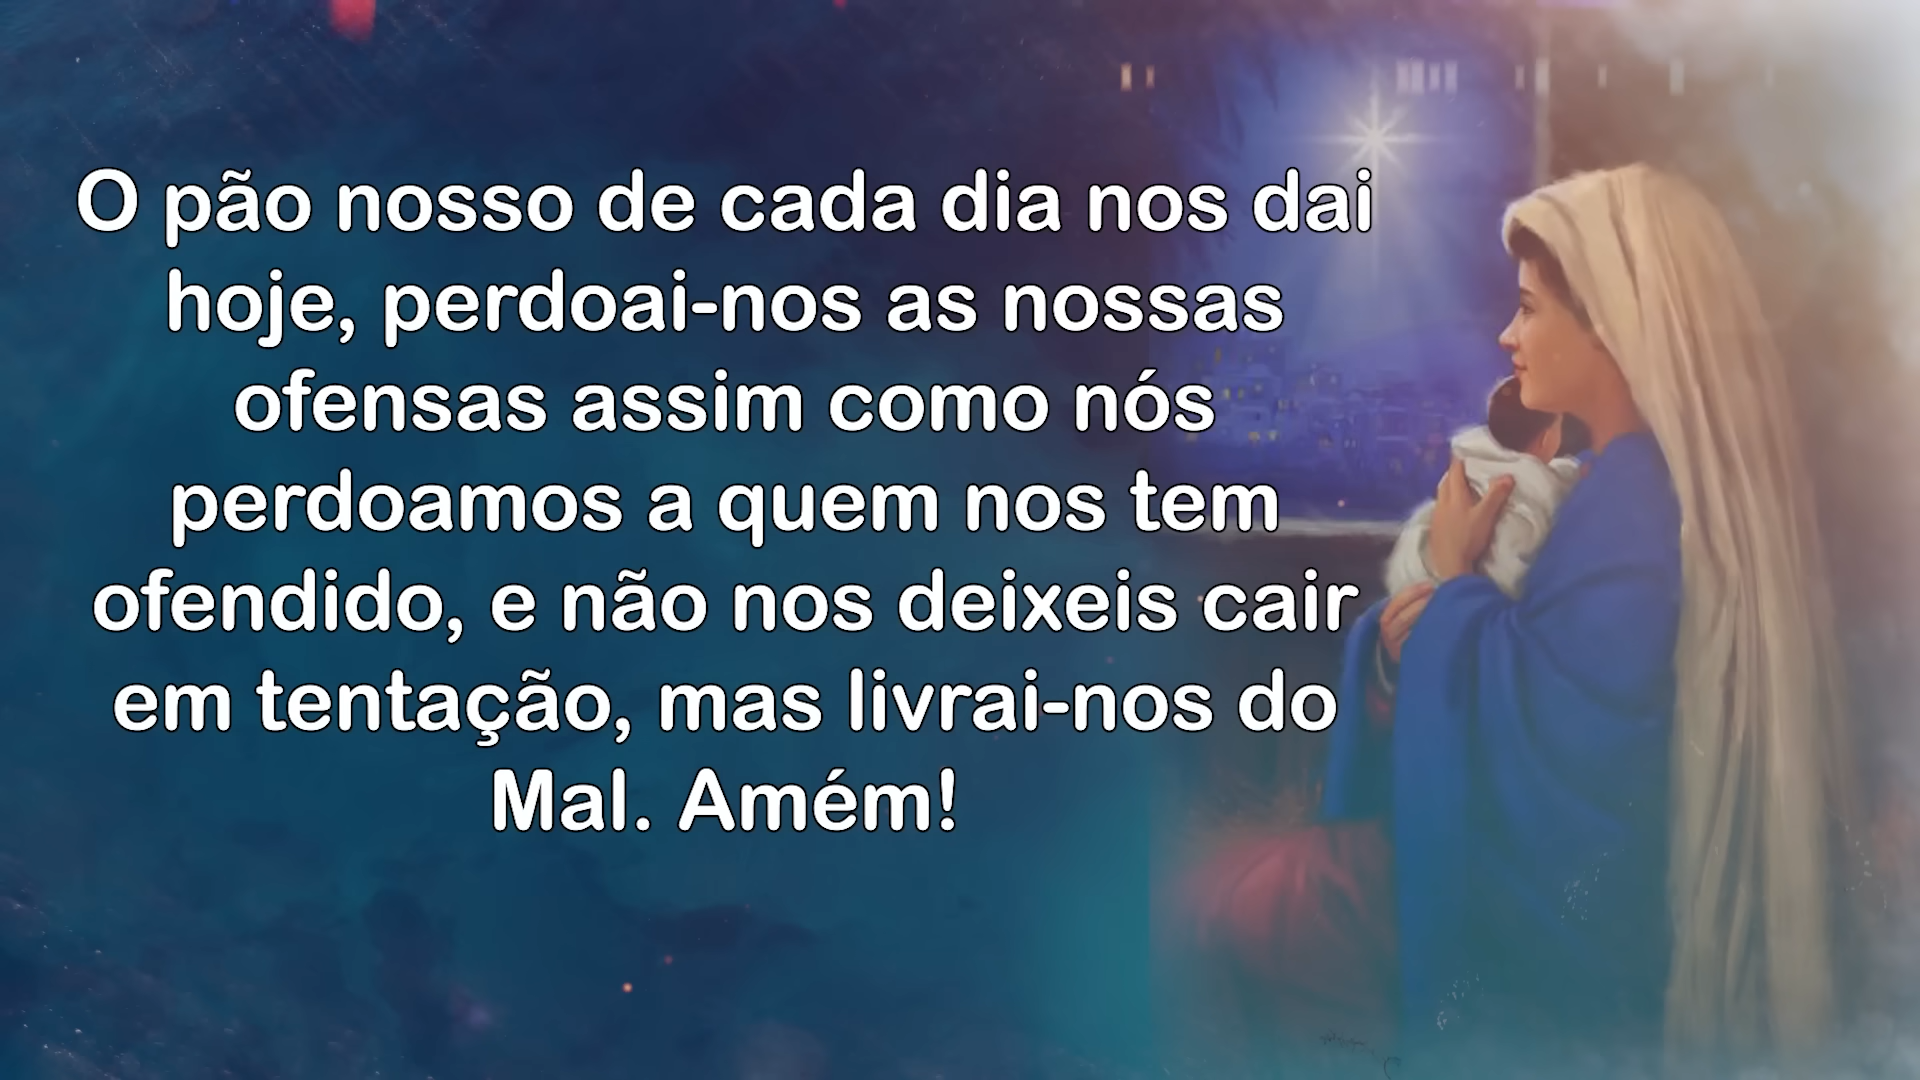 O pão nosso de cada dia nos dai
hoje, perdoai-nos as nossas
ofensas assim como nós
perdoamos a quem nos tem
ofendido, e não nos deixeis cair
em tentação, mas livrai-nos do
Mal. Amém!